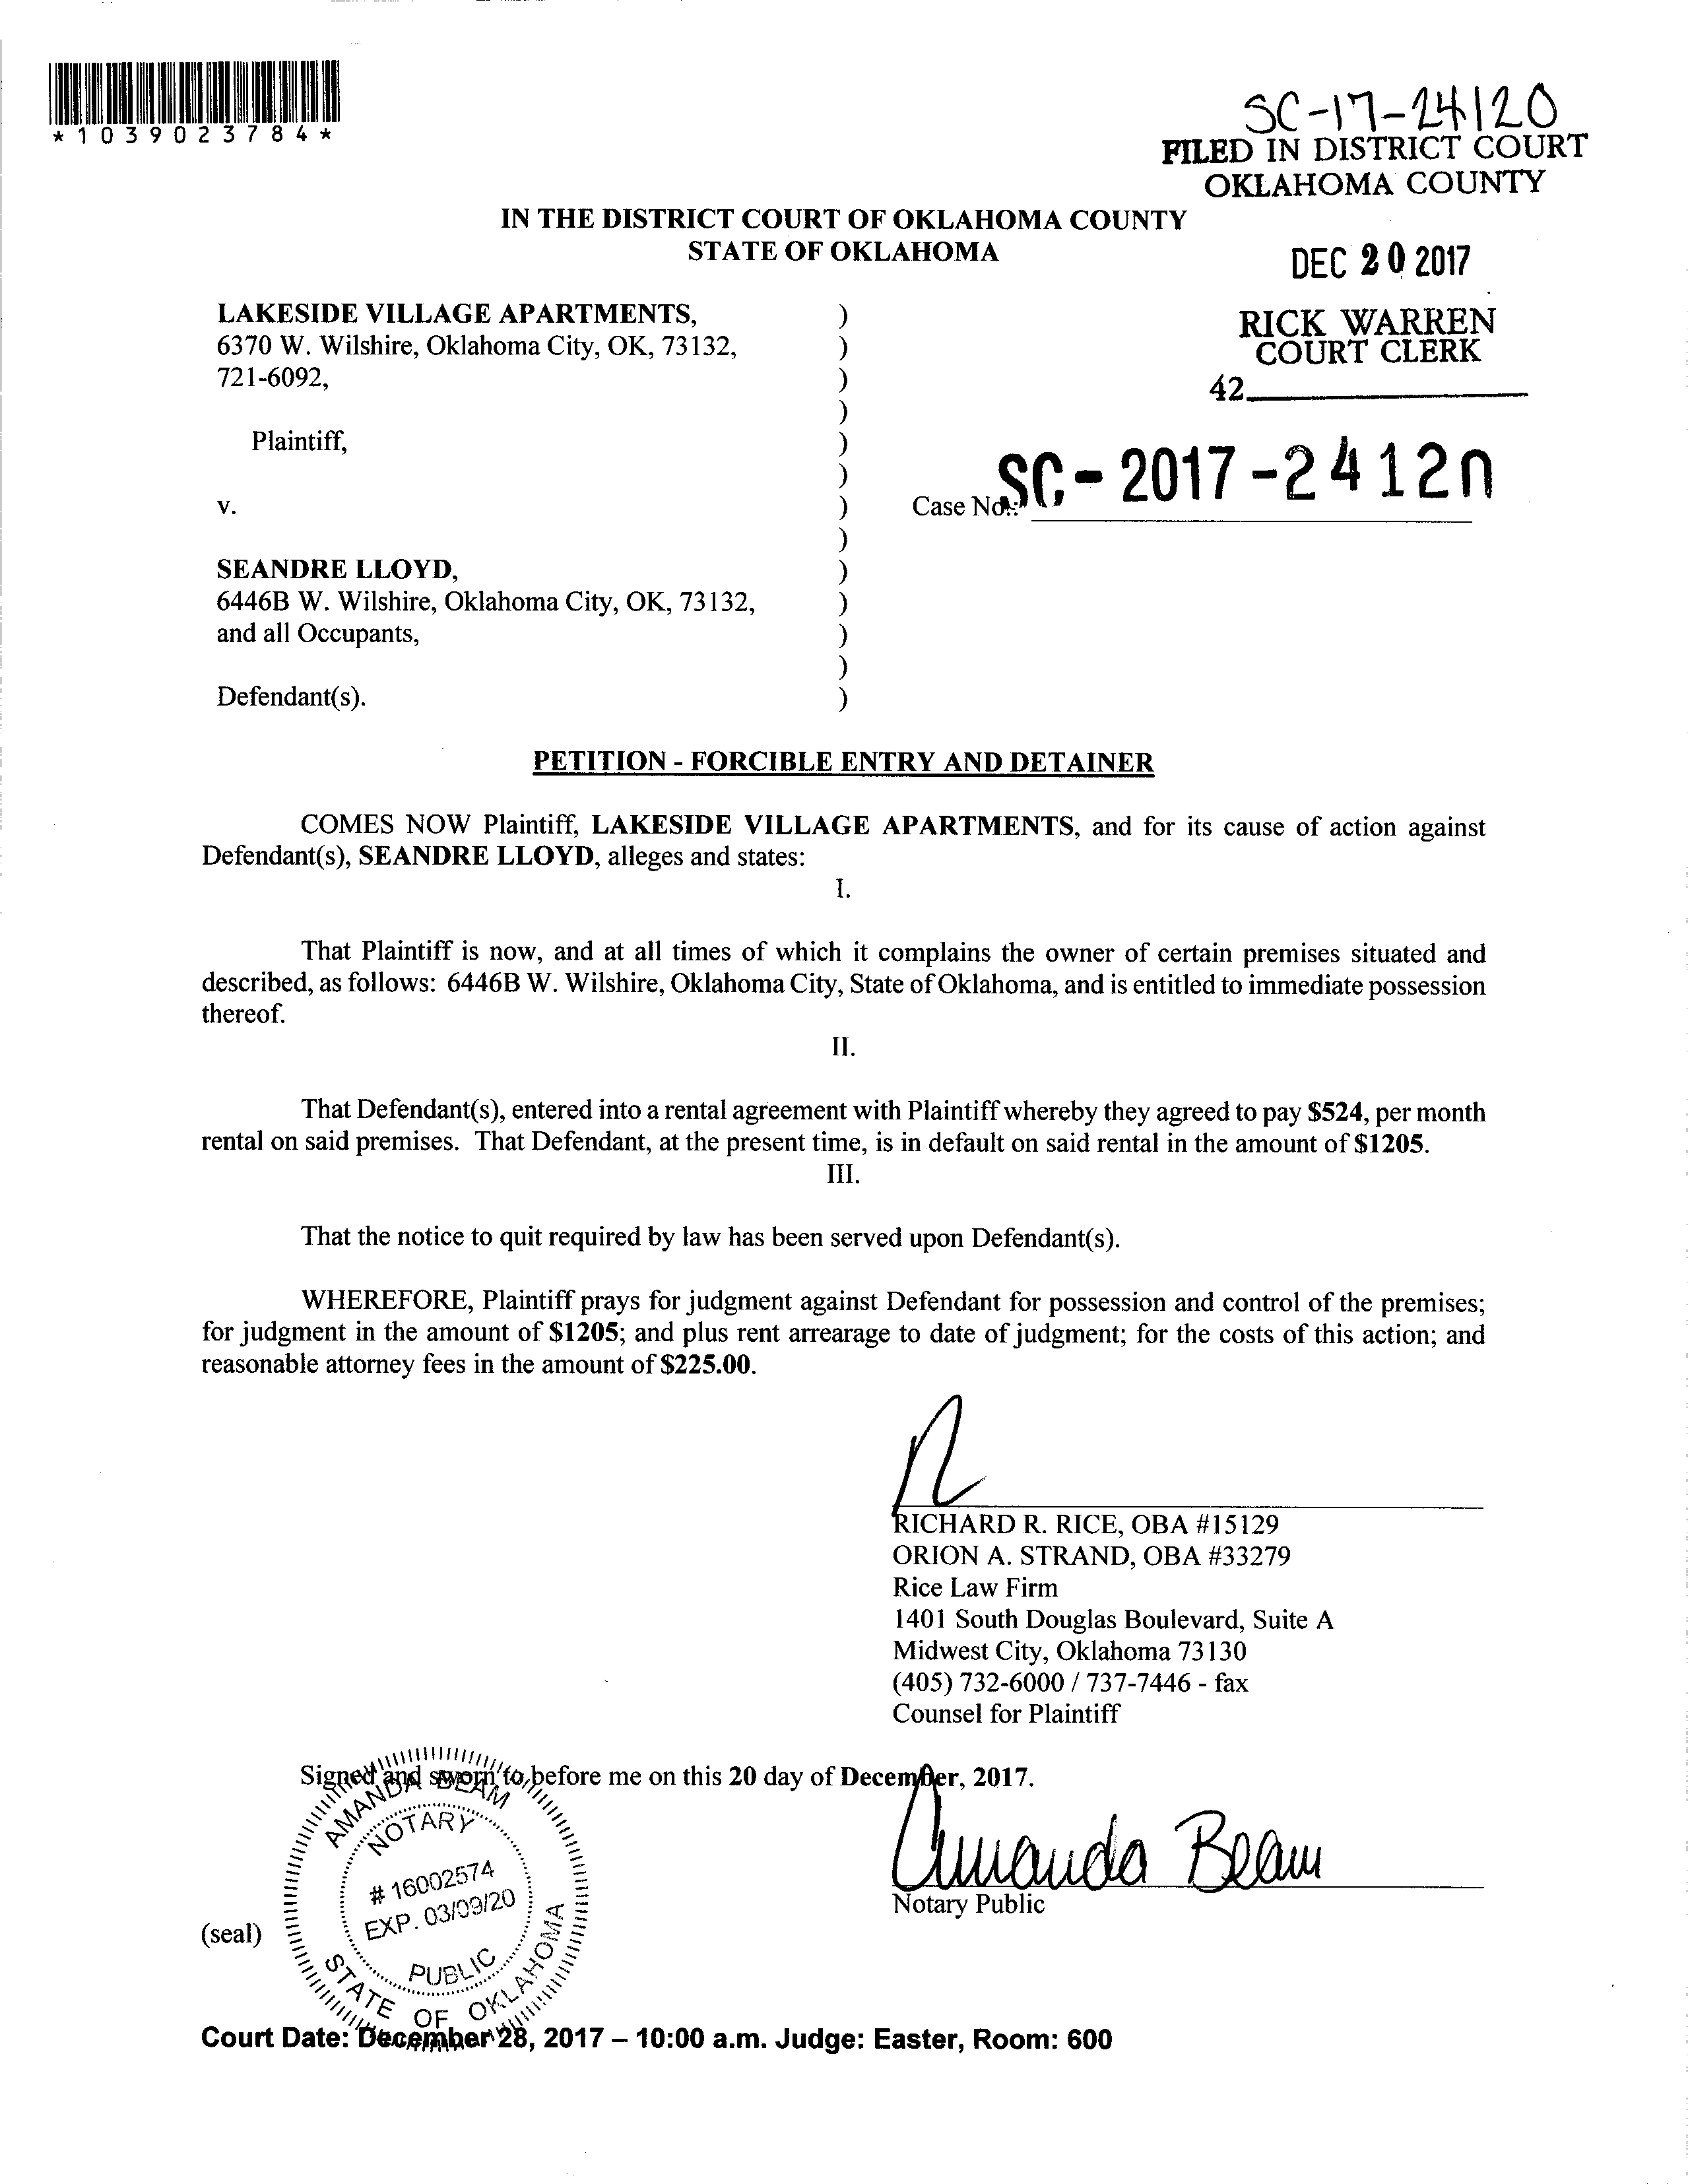 *1039023784*
SC-17-24120
FILED IN DISTRICT COURT
OKLAHOMA COUNTY
IN THE DISTRICT COURT OF OKLAHOMA COUNTY
STATE OF OKLAHOMA
DEC 20 2017
RICK WARREN
COURT CLERK
42
LAKESIDE VILLAGE APARTMENTS, )
6370 W. Wilshire, Oklahoma City, OK, 73132, )
721-6092, )
)
Plaintiff, )
)
v. ) Case No.: SC-2017-24120
)
SEANDRE LLOYD, )
6446B W. Wilshire, Oklahoma City, OK, 73132, )
and all Occupants, )
)
Defendant(s). )
PETITION - FORCIBLE ENTRY AND DETAINER
COMES NOW Plaintiff, LAKESIDE VILLAGE APARTMENTS, and for its cause of action against
Defendant(s), SEANDRE LLOYD, alleges and states:
I.
That Plaintiff is now, and at all times of which it complains the owner of certain premises situated and
described, as follows: 6446B W. Wilshire, Oklahoma City, State of Oklahoma, and is entitled to immediate possession
thereof.
II.
That Defendant(s), entered into a rental agreement with Plaintiff whereby they agreed to pay $524, per month
rental on said premises. That Defendant, at the present time, is in default on said rental in the amount of $1205.
III.
That the notice to quit required by law has been served upon Defendant(s).
WHEREFORE, Plaintiff prays for judgment against Defendant for possession and control of the premises;
for judgment in the amount of $1205; and plus rent arrearage to date of judgment; for the costs of this action; and
reasonable attorney fees in the amount of $225.00.
RICHARD R. RICE, OBA #15129
ORION A. STRAND, OBA #33279
Rice Law Firm
1401 South Douglas Boulevard, Suite A
Midwest City, Oklahoma 73130
(405) 732-6000 / 737-7446 - fax
Counsel for Plaintiff
Signed and sworn to before me on this 20 day of December, 2017.
Amanda Beam
Notary Public
(seal)
AMANDA BEAM
NOTARY
# 16002574
EXP. 03/09/20
PUBLIC
STATE OF OKLAHOMA
Court Date: December 28, 2017 – 10:00 a.m. Judge: Easter, Room: 600